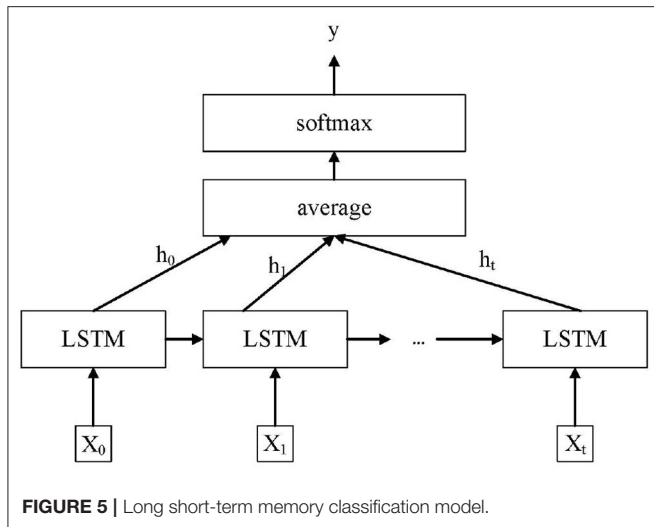 y
softmax
average
h₀ h₁ hₜ
LSTM LSTM ... LSTM
X₀ X₁ Xₜ
FIGURE 5 | Long short-term memory classification model.